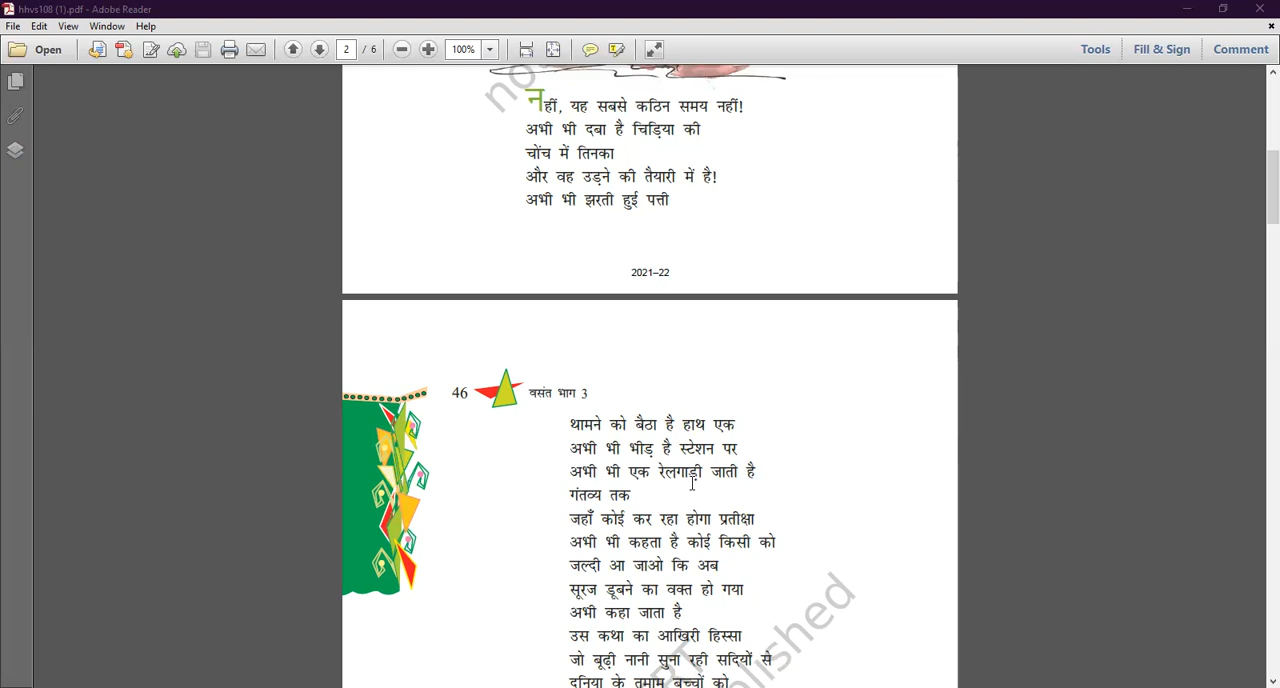 hhvs108 (1).pdf - Adobe Reader
File Edit View Window Help
Open 2 / 6 100% Tools Fill & Sign Comment
नहीं, यह सबसे कठिन समय नहीं!
अभी भी दबा है चिड़िया की
चोंच में तिनका
और वह उड़ने की तैयारी में है!
अभी भी झरती हुई पत्ती
2021–22
46 वसंत भाग 3
थामने को बैठा है हाथ एक
अभी भी भीड़ है स्टेशन पर
अभी भी एक रेलगाड़ी जाती है
गंतव्य तक
जहाँ कोई कर रहा होगा प्रतीक्षा
अभी भी कहता है कोई किसी को
जल्दी आ जाओ कि अब
सूरज डूबने का वक्त हो गया
अभी कहा जाता है
उस कथा का आखिरी हिस्सा
जो बूढ़ी नानी सुना रही सदियों से
दुनिया के तमाम बच्चों को